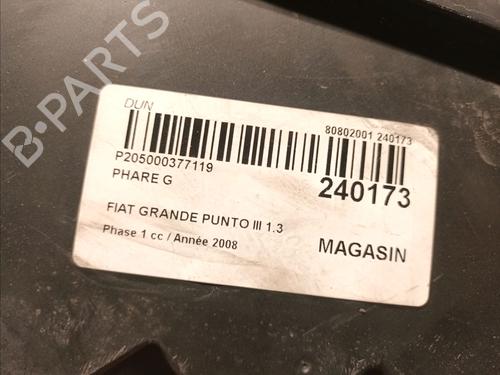 B-PARTS
DUN
80802001 240173
P205000377119
240173
PHARE G
FIAT GRANDE PUNTO III 1.3
Phase 1 cc / Année 2008
MAGASIN